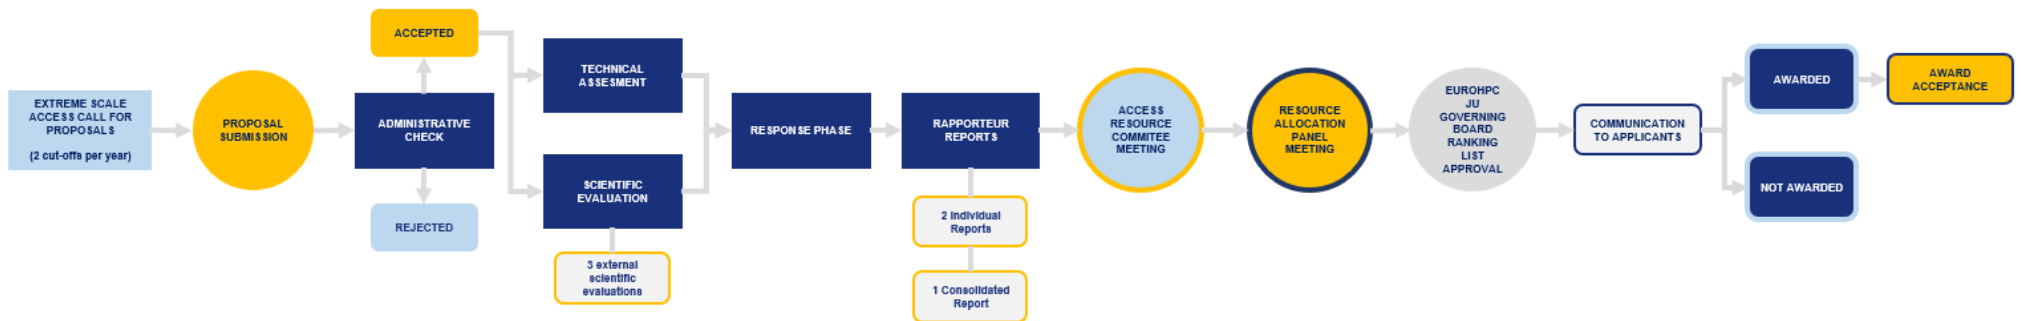 EXTREME SCALE
ACCESS CALL FOR
PROPOSALS
(2 cut-offs per year)
PROPOSAL
SUBMISSION
ACCEPTED
ADMINISTRATIVE
CHECK
REJECTED
TECHNICAL
ASSESMENT
SCIENTIFIC
EVALUATION
3 external
scientific
evaluations
RESPONSE PHASE
RAPPORTEUR
REPORTS
2 Individual
Reports
1 Consolidated
Report
ACCESS
RESOURCE
COMMITEE
MEETING
RESOURCE
ALLOCATION
PANEL
MEETING
EUROHPC
JU
GOVERNING
BOARD
RANKING
LIST
APPROVAL
COMMUNICATION
TO APPLICANTS
AWARDED
NOT AWARDED
AWARD
ACCEPTANCE